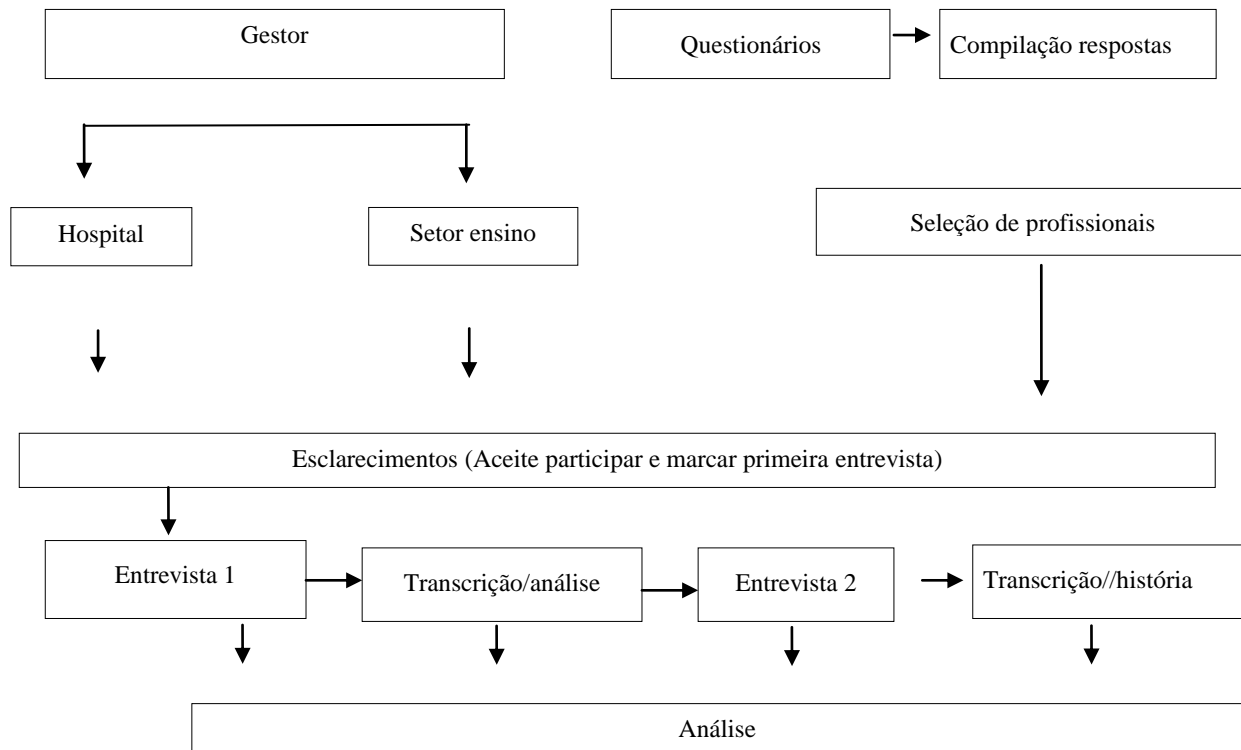 Gestor
Questionários
Compilação respostas
Hospital
Setor ensino
Seleção de profissionais
Esclarecimentos (Aceite participar e marcar primeira entrevista)
Entrevista 1
Transcrição/análise
Entrevista 2
Transcrição//história
Análise